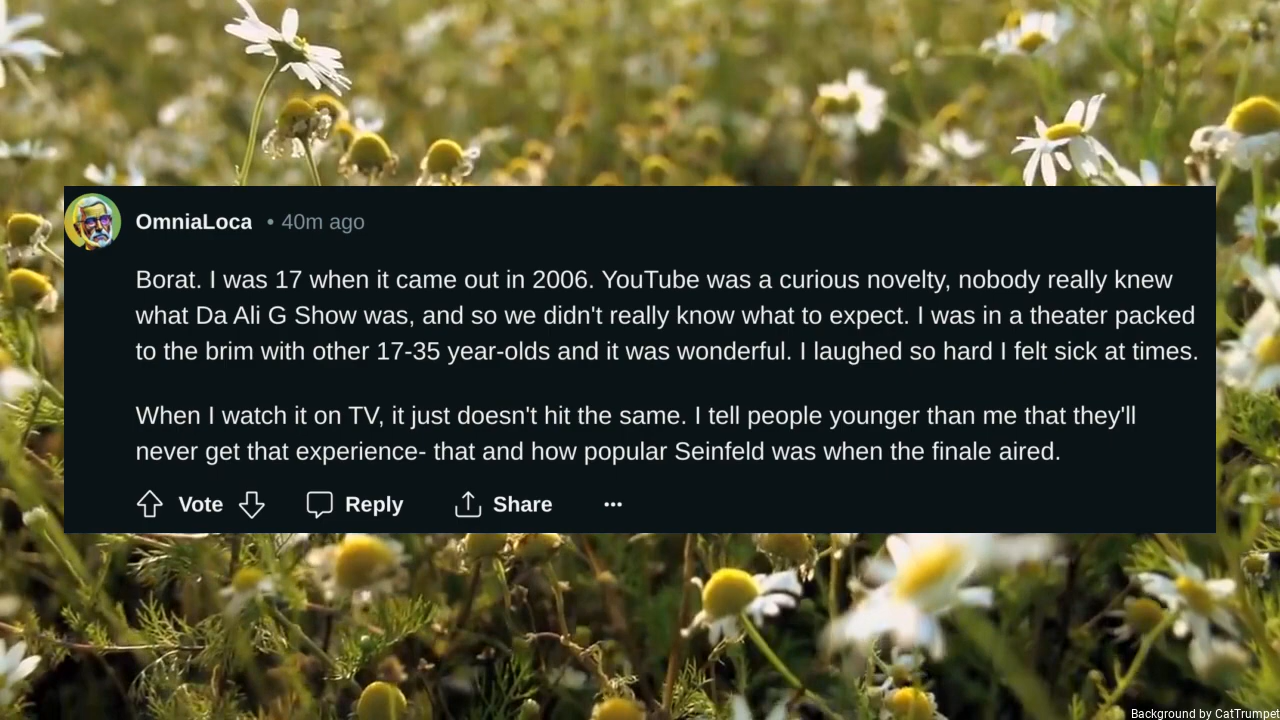 OmniaLoca • 40m ago
Borat. I was 17 when it came out in 2006. YouTube was a curious novelty, nobody really knew
what Da Ali G Show was, and so we didn't really know what to expect. I was in a theater packed
to the brim with other 17-35 year-olds and it was wonderful. I laughed so hard I felt sick at times.
When I watch it on TV, it just doesn't hit the same. I tell people younger than me that they'll
never get that experience- that and how popular Seinfeld was when the finale aired.
Vote Reply Share ···
Background by CatTrumpet